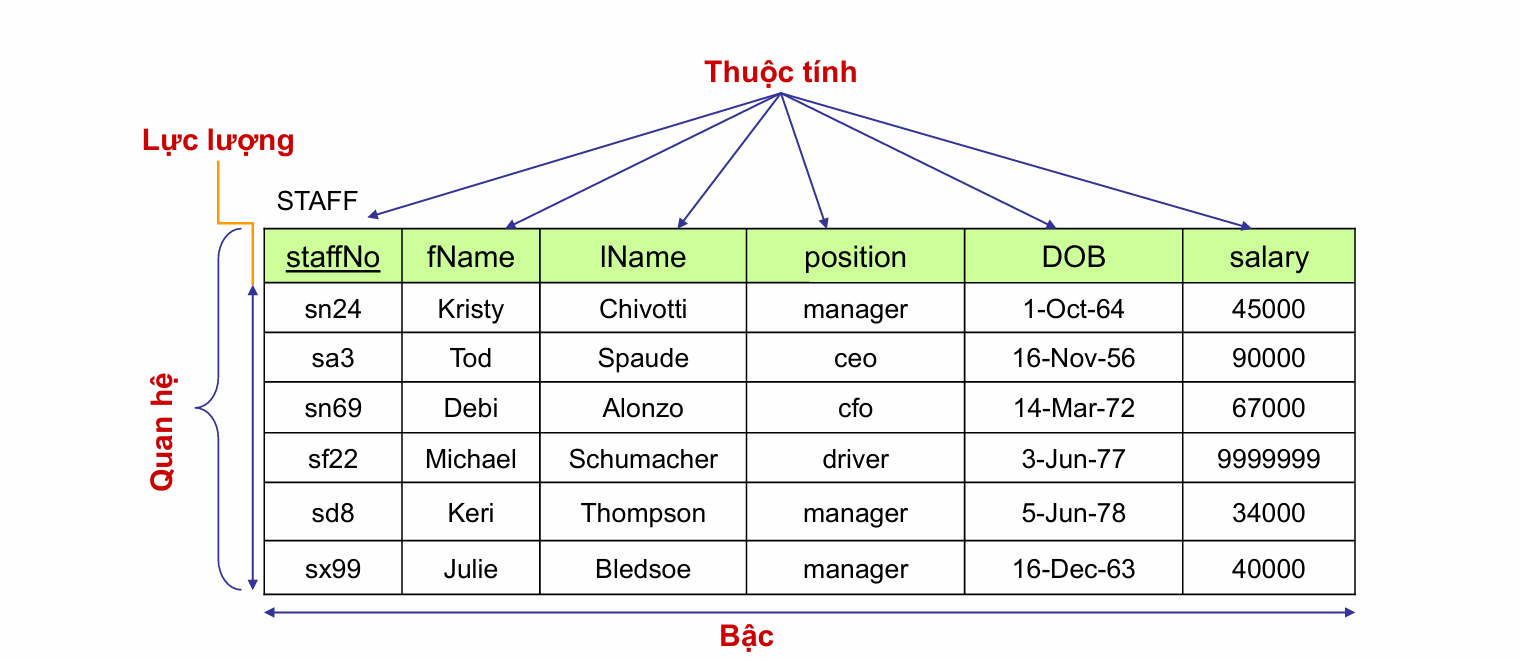 Thuộc tính
Lực lượng
STAFF
staffNo fName lName position DOB salary
sn24 Kristy Chivotti manager 1-Oct-64 45000
sa3 Tod Spaude ceo 16-Nov-56 90000
sn69 Debi Alonzo cfo 14-Mar-72 67000
sf22 Michael Schumacher driver 3-Jun-77 9999999
sd8 Keri Thompson manager 5-Jun-78 34000
sx99 Julie Bledsoe manager 16-Dec-63 40000
Quan hệ
Bậc